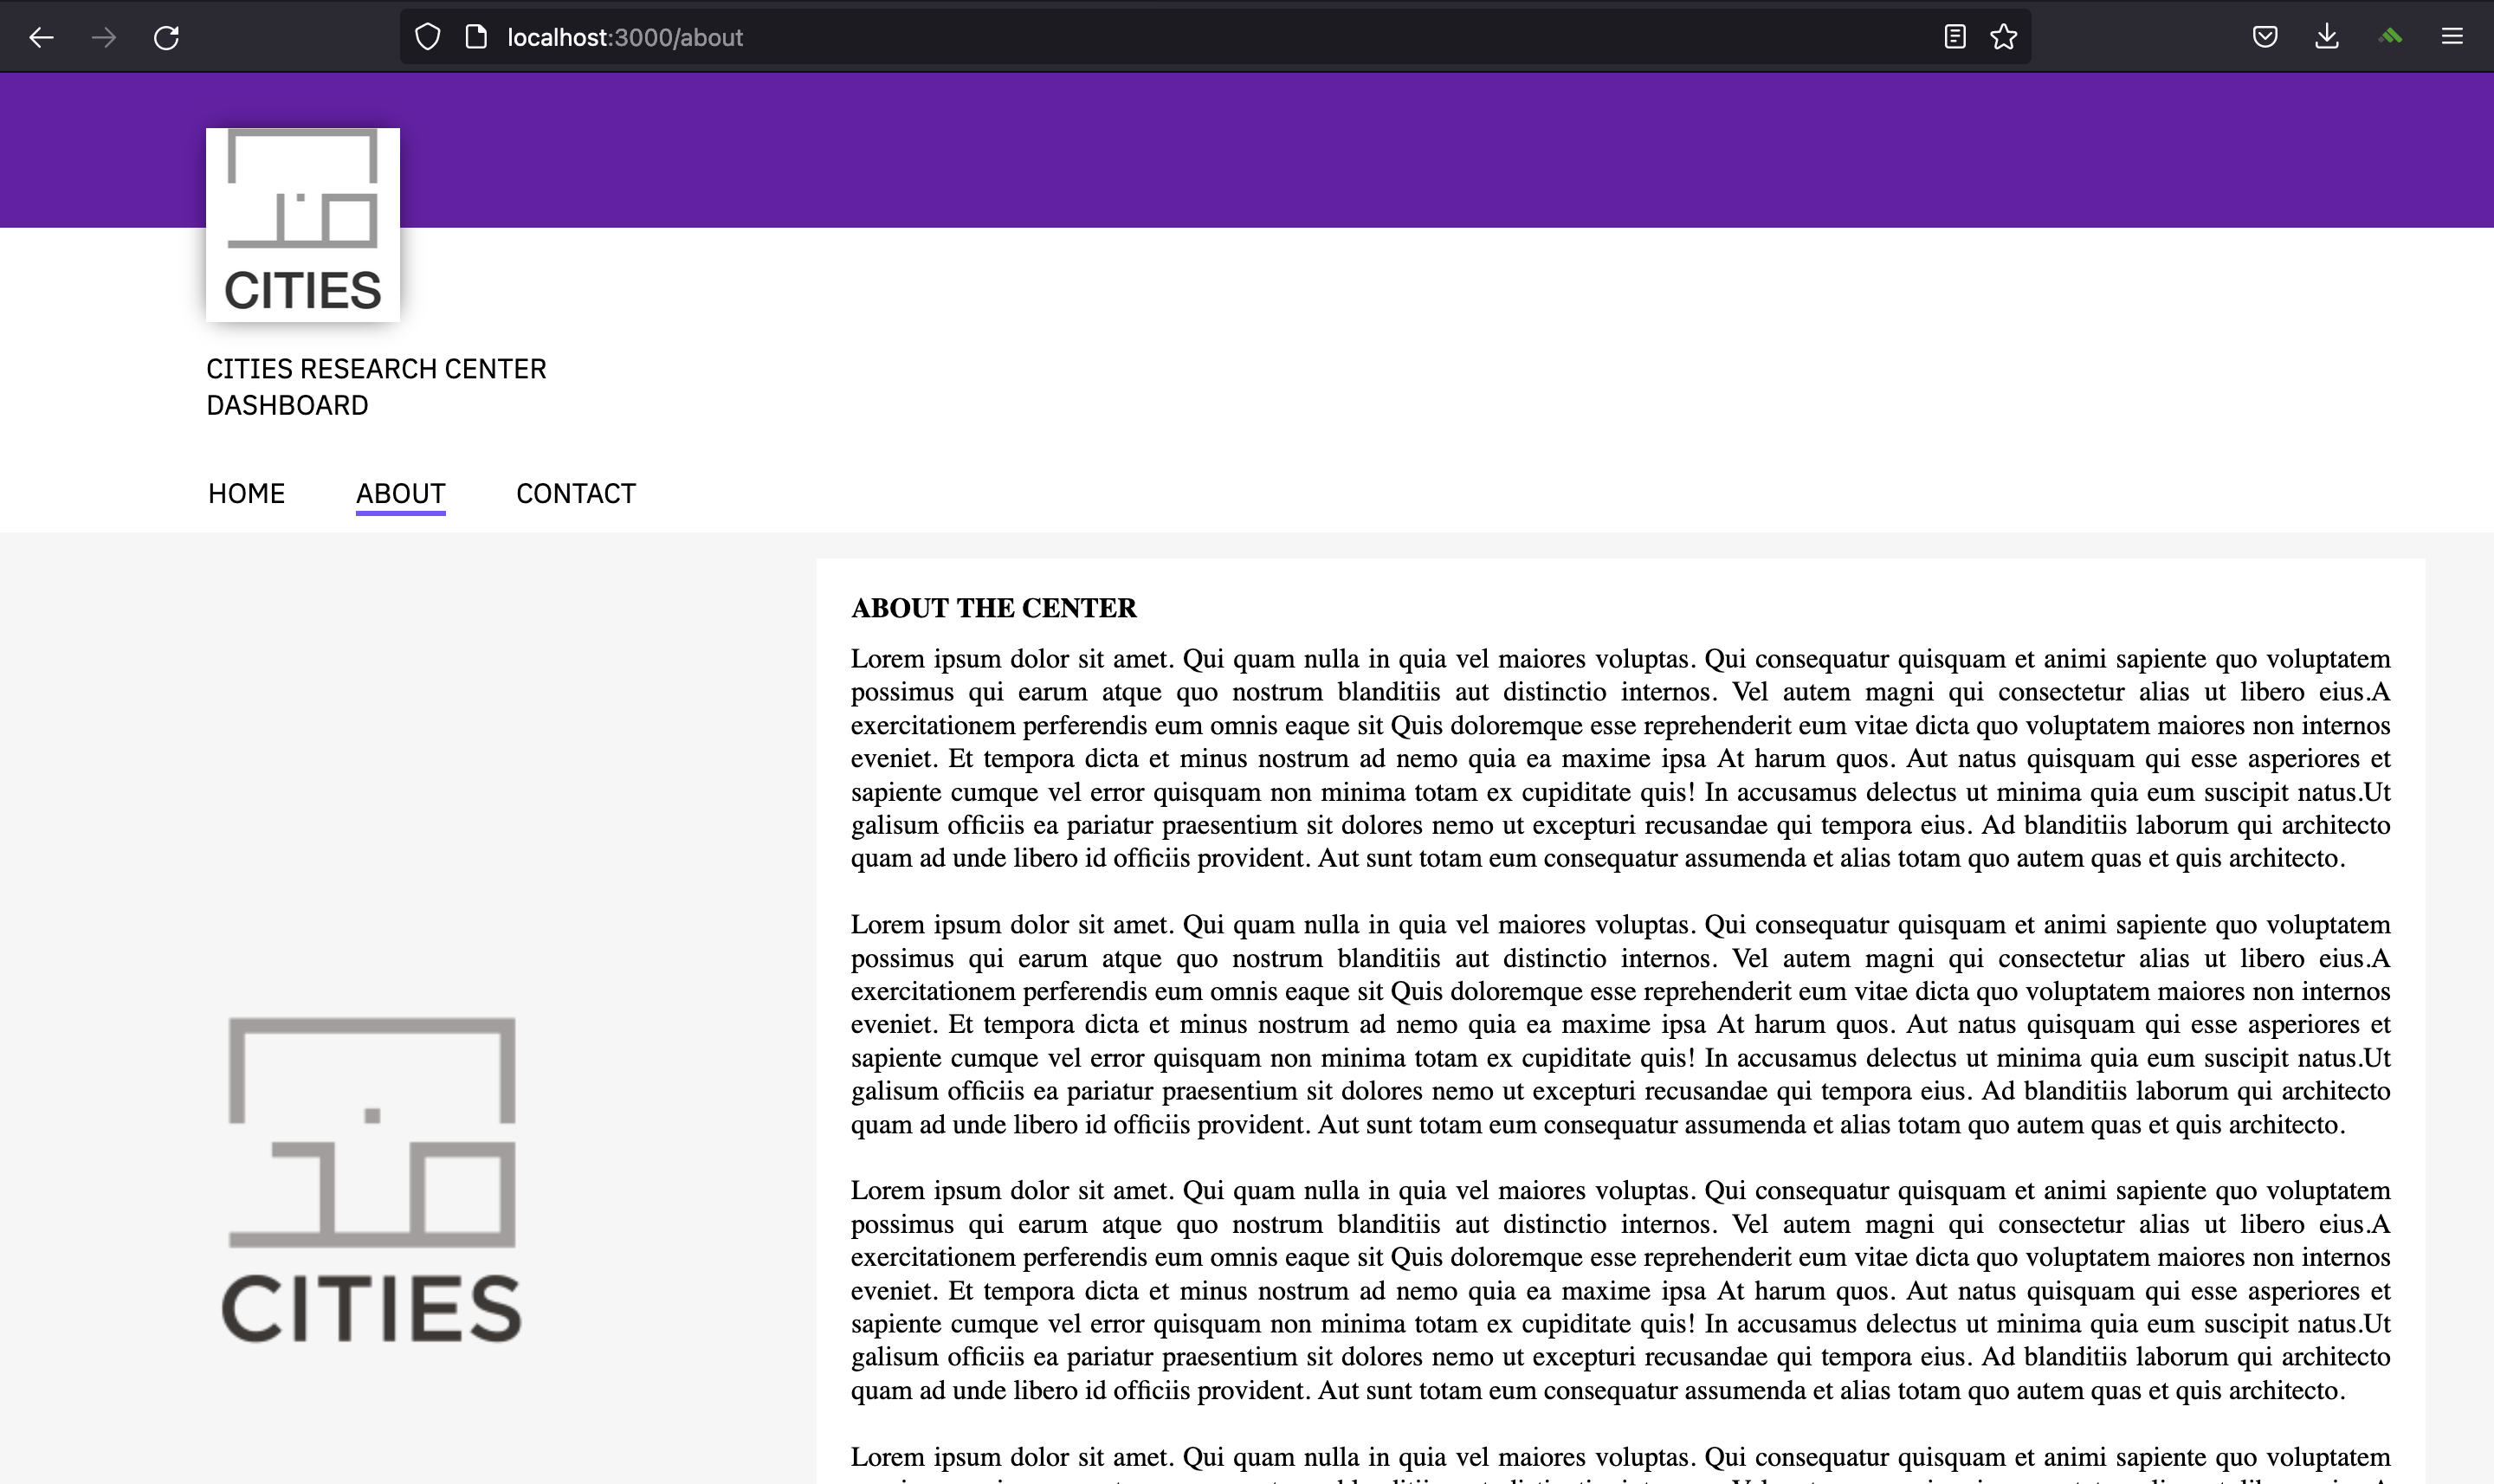 localhost:3000/about
CITIES
CITIES RESEARCH CENTER
DASHBOARD
HOME ABOUT CONTACT
ABOUT THE CENTER
Lorem ipsum dolor sit amet. Qui quam nulla in quia vel maiores voluptas. Qui consequatur quisquam et animi sapiente quo voluptatem
possimus qui earum atque quo nostrum blanditiis aut distinctio internos. Vel autem magni qui consectetur alias ut libero eius.A
exercitationem perferendis eum omnis eaque sit Quis doloremque esse reprehenderit eum vitae dicta quo voluptatem maiores non internos
eveniet. Et tempora dicta et minus nostrum ad nemo quia ea maxime ipsa At harum quos. Aut natus quisquam qui esse asperiores et
sapiente cumque vel error quisquam non minima totam ex cupiditate quis! In accusamus delectus ut minima quia eum suscipit natus.Ut
galisum officiis ea pariatur praesentium sit dolores nemo ut excepturi recusandae qui tempora eius. Ad blanditiis laborum qui architecto
quam ad unde libero id officiis provident. Aut sunt totam eum consequatur assumenda et alias totam quo autem quas et quis architecto.
Lorem ipsum dolor sit amet. Qui quam nulla in quia vel maiores voluptas. Qui consequatur quisquam et animi sapiente quo voluptatem
possimus qui earum atque quo nostrum blanditiis aut distinctio internos. Vel autem magni qui consectetur alias ut libero eius.A
exercitationem perferendis eum omnis eaque sit Quis doloremque esse reprehenderit eum vitae dicta quo voluptatem maiores non internos
eveniet. Et tempora dicta et minus nostrum ad nemo quia ea maxime ipsa At harum quos. Aut natus quisquam qui esse asperiores et
sapiente cumque vel error quisquam non minima totam ex cupiditate quis! In accusamus delectus ut minima quia eum suscipit natus.Ut
galisum officiis ea pariatur praesentium sit dolores nemo ut excepturi recusandae qui tempora eius. Ad blanditiis laborum qui architecto
quam ad unde libero id officiis provident. Aut sunt totam eum consequatur assumenda et alias totam quo autem quas et quis architecto.
Lorem ipsum dolor sit amet. Qui quam nulla in quia vel maiores voluptas. Qui consequatur quisquam et animi sapiente quo voluptatem
possimus qui earum atque quo nostrum blanditiis aut distinctio internos. Vel autem magni qui consectetur alias ut libero eius.A
exercitationem perferendis eum omnis eaque sit Quis doloremque esse reprehenderit eum vitae dicta quo voluptatem maiores non internos
eveniet. Et tempora dicta et minus nostrum ad nemo quia ea maxime ipsa At harum quos. Aut natus quisquam qui esse asperiores et
sapiente cumque vel error quisquam non minima totam ex cupiditate quis! In accusamus delectus ut minima quia eum suscipit natus.Ut
galisum officiis ea pariatur praesentium sit dolores nemo ut excepturi recusandae qui tempora eius. Ad blanditiis laborum qui architecto
quam ad unde libero id officiis provident. Aut sunt totam eum consequatur assumenda et alias totam quo autem quas et quis architecto.
Lorem ipsum dolor sit amet. Qui quam nulla in quia vel maiores voluptas. Qui consequatur quisquam et animi sapiente quo voluptatem
CITIES